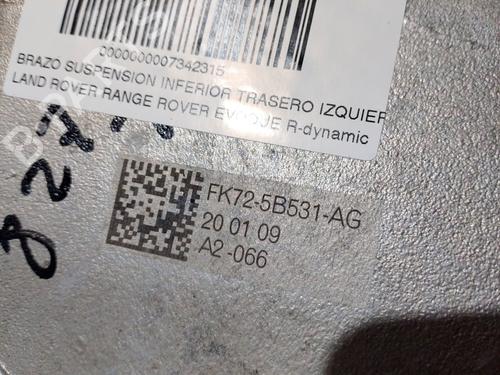 0000000007342315
BRAZO SUSPENSION INFERIOR TRASERO IZQUIER
LAND ROVER RANGE ROVER EVOQUE R-dynamic
FK72-5B531-AG
20 01 09
A2-066